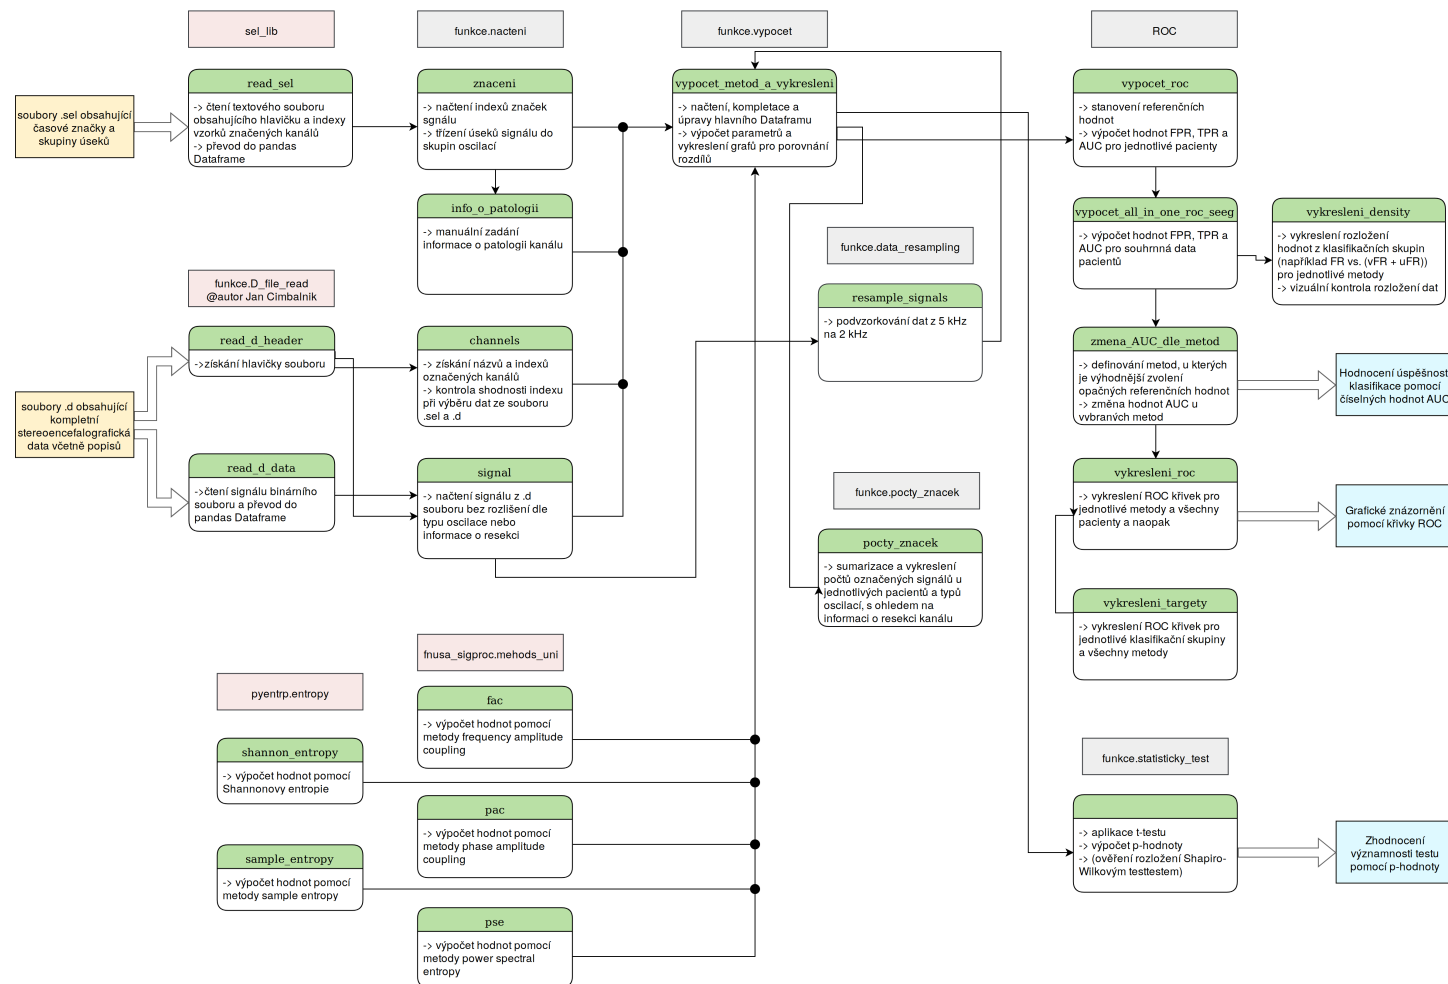 sel_lib
funkce.nacteni
funkce.vypocet
ROC
soubory .sel obsahující
časové značky a
skupiny úseků
read_sel
-> čtení textového souboru
obsahujícího hlavičku a indexy
vzorků značených kanálů
-> převod do pandas
Dataframe
znaceni
-> načtení indexů značek
sgnálu
-> třízení úseků signálu do
skupin oscilací
vypocet_metod_a_vykresleni
-> načtení, kompletace a
úpravy hlavního Dataframu
-> výpočet parametrů a
vykreslení grafů pro porovnání
rozdílů
vypocet_roc
-> stanovení referenčních
hodnot
-> výpočet hodnot FPR, TPR a
AUC pro jednotlivé pacienty
info_o_patologii
-> manuální zadání
informace o patologii kanálu
vypocet_all_in_one_roc_seeg
-> výpočet hodnot FPR, TPR a
AUC pro souhrnná data
pacientů
vykresleni_density
-> vykreslení rozložení
hodnot z klasifikačních skupin
(například FR vs. (vFR + uFR))
pro jednotlivé metody
-> vizuální kontrola rozložení dat
funkce.data_resampling
resample_signals
-> podvzorkování dat z 5 kHz
na 2 kHz
funkce.D_file_read
@autor Jan Cimbalnik
read_d_header
->získání hlavičky souboru
channels
-> získání názvů a indexů
označených kanálů
-> kontrola shodnosti indexu
při výběru dat ze souboru
.sel a .d
zmena_AUC_dle_metod
-> definování metod, u kterých
je výhodnější zvolení
opačných referenčních hodnot
-> změna hodnot AUC u
vybraných metod
Hodnocení úspěšnost
klasifikace pomocí
číselných hodnot AUC
soubory .d obsahující
kompletní
stereoencefalografická
data včetně popisů
read_d_data
->čtení signálu binárního
souboru a převod do
pandas Dataframe
signal
-> načtení signálu z .d
souboru bez rozlišení dle
typu oscilace nebo
informace o resekci
funkce.pocty_znacek
pocty_znacek
-> sumarizace a vykreslení
počtů označených signálů u
jednotlivých pacientů a typů
oscilací, s ohledem na
informaci o resekci kanálu
vykresleni_roc
-> vykreslení ROC křivek pro
jednotlivé metody a všechny
pacienty a naopak
Grafické znázornění
pomocí křivky ROC
vykresleni_targety
-> vykreslení ROC křivek pro
jednotlivé klasifikační skupiny
a všechny metody
fnusa_sigproc.mehods_uni
pyentrp.entropy
fac
-> výpočet hodnot pomocí
metody frequency amplitude
coupling
shannon_entropy
-> výpočet hodnot pomocí
Shannonovy entropie
pac
-> výpočet hodnot pomocí
metody phase amplitude
coupling
sample_entropy
-> výpočet hodnot pomocí
metody sample entropy
pse
-> výpočet hodnot pomocí
metody power spectral
entropy
funkce.statisticky_test
-> aplikace t-testu
-> výpočet p-hodnoty
-> (ověření rozložení Shapiro-
Wilkovým testtestem)
Zhodnocení
významnosti testu
pomocí p-hodnoty